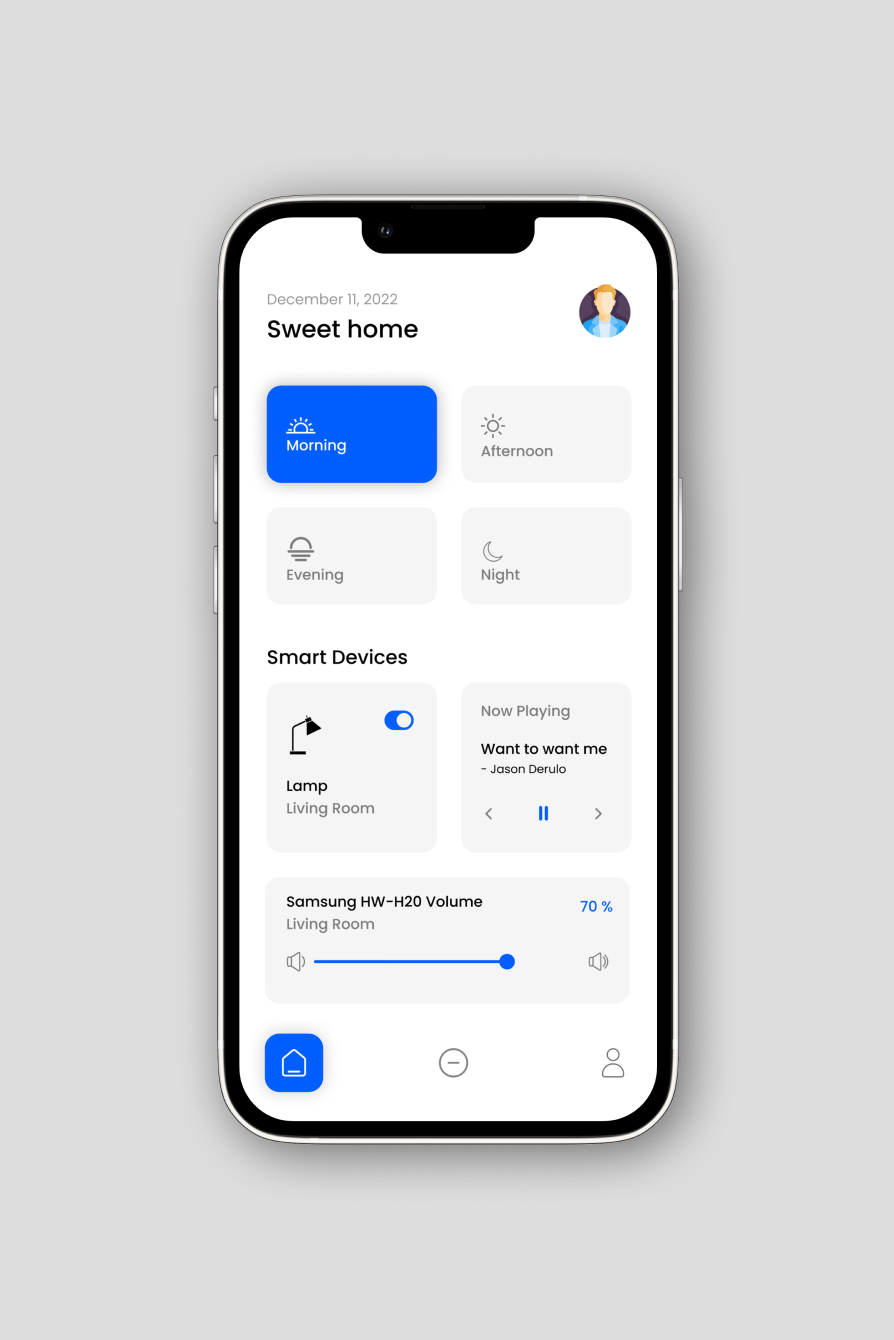 December 11, 2022
Sweet home
Morning
Afternoon
Evening
Night
Smart Devices
Lamp
Living Room
Now Playing
Want to want me
- Jason Derulo
Samsung HW-H20 Volume
70 %
Living Room